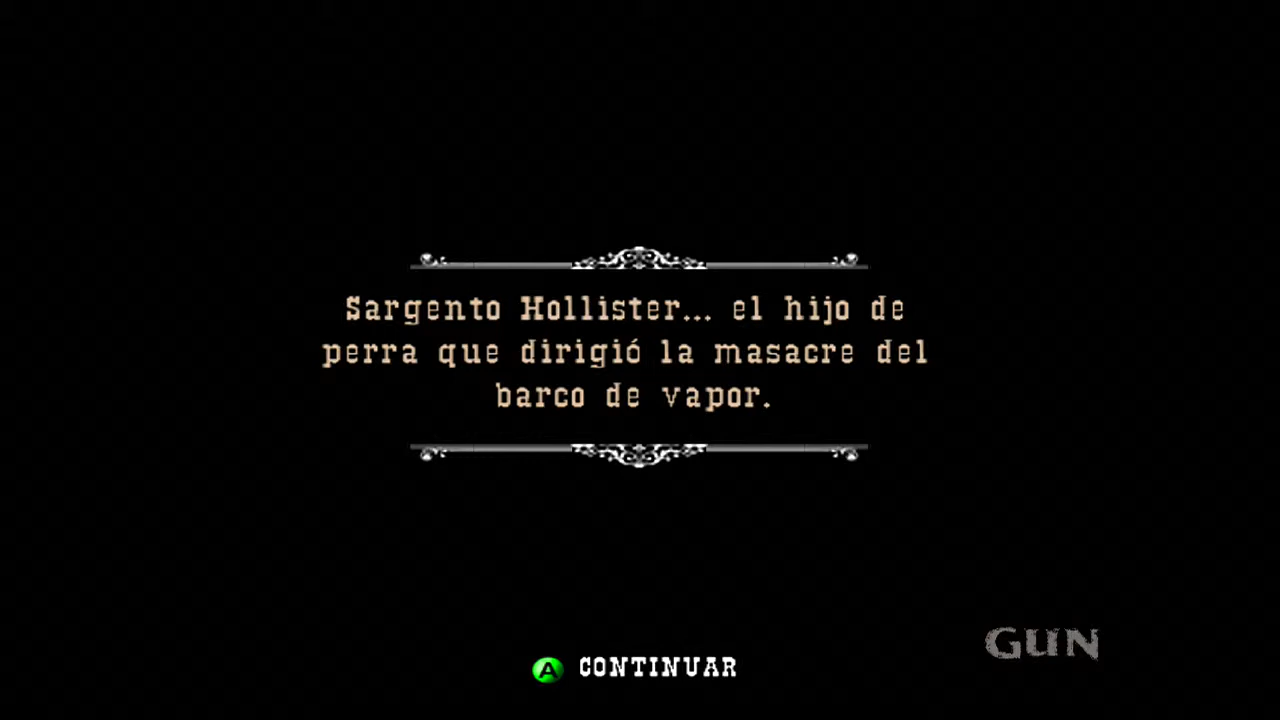 Sargento Hollister... el hijo de
perra que dirigió la masacre del
barco de vapor.
GUN
A CONTINUAR